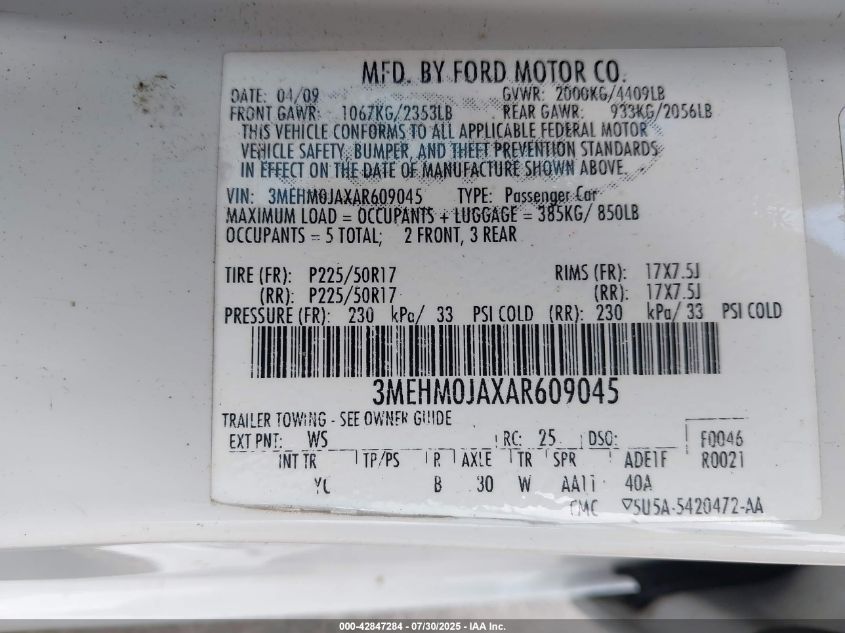 MFD. BY FORD MOTOR CO.
DATE: 04/09 GVWR: 2000KG/4409LB
FRONT GAWR: 1067KG/2353LB REAR GAWR: 933KG/2056LB
THIS VEHICLE CONFORMS TO ALL APPLICABLE FEDERAL MOTOR
VEHICLE SAFETY, BUMPER, AND THEFT PREVENTION STANDARDS
IN EFFECT ON THE DATE OF MANUFACTURE SHOWN ABOVE.
VIN: 3MEHM0JAXAR609045 TYPE: Passenger Car
MAXIMUM LOAD = OCCUPANTS + LUGGAGE = 385KG/ 850LB
OCCUPANTS = 5 TOTAL; 2 FRONT, 3 REAR
TIRE (FR): P225/50R17 RIMS (FR): 17X7.5J
(RR): P225/50R17 (RR): 17X7.5J
PRESSURE (FR): 230 kPa/ 33 PSI COLD (RR): 230 kPa/ 33 PSI COLD
3MEHM0JAXAR609045
TRAILER TOWING - SEE OWNER GUIDE
EXT PNT: WS RC: 25 DSO: F0046
INT TR TP/PS R AXLE TR SPR ADE1F R0021
YC B 30 W AA11 40A
CMC ▽5U5A-5420472-AA
000-42847284 - 07/30/2025 - IAA Inc.